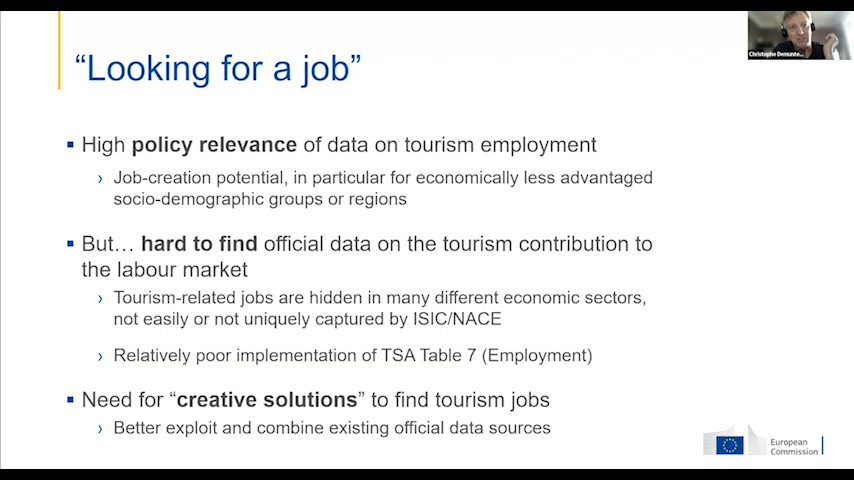 Christophe Demunte...
“Looking for a job”
▪ High policy relevance of data on tourism employment
› Job-creation potential, in particular for economically less advantaged
socio-demographic groups or regions
▪ But… hard to find official data on the tourism contribution to
the labour market
› Tourism-related jobs are hidden in many different economic sectors,
not easily or not uniquely captured by ISIC/NACE
› Relatively poor implementation of TSA Table 7 (Employment)
▪ Need for “creative solutions” to find tourism jobs
› Better exploit and combine existing official data sources
European
Commission